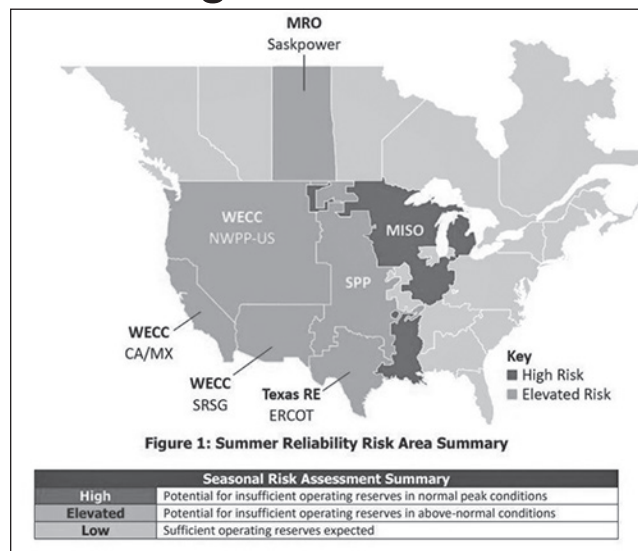 MRO
Saskpower
WECC
NWPP-US
MISO
SPP
WECC
CA/MX
WECC
SRSG
Texas RE
ERCOT
Key
High Risk
Elevated Risk
Figure 1: Summer Reliability Risk Area Summary
Seasonal Risk Assessment Summary
High Potential for insufficient operating reserves in normal peak conditions
Elevated Potential for insufficient operating reserves in above-normal conditions
Low Sufficient operating reserves expected